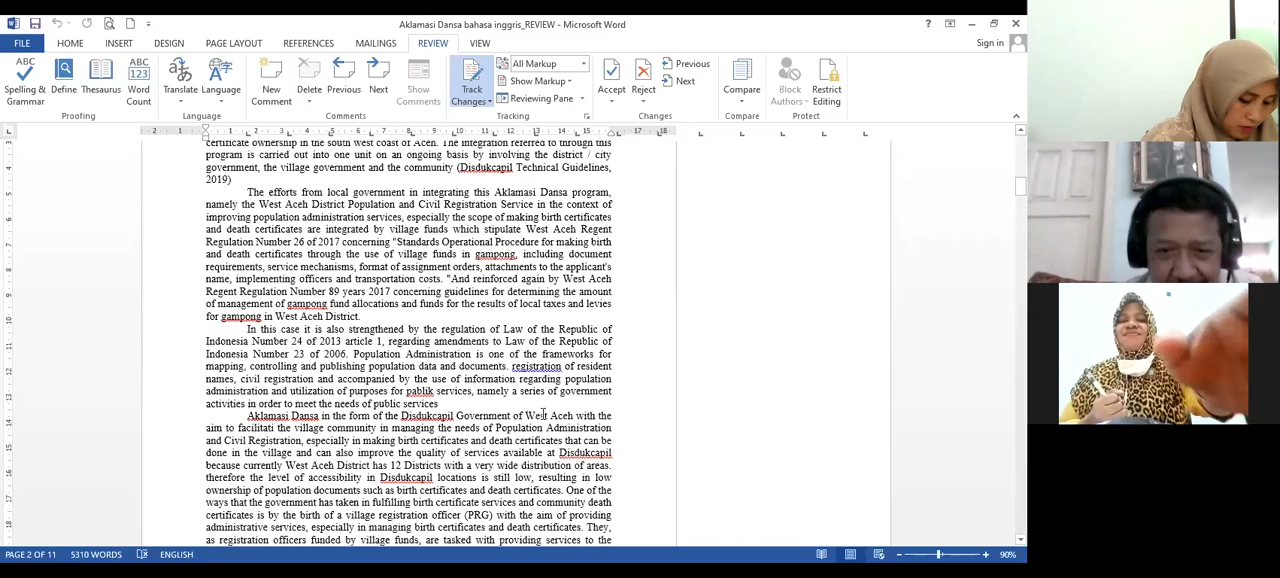 Aklamasi Dansa bahasa inggris_REVIEW - Microsoft Word
FILE HOME INSERT DESIGN PAGE LAYOUT REFERENCES MAILINGS REVIEW VIEW Sign in
ABC Spelling & Grammar
Define
Thesaurus
ABC 123 Word Count
Proofing
Translate
Language
Language
New Comment
Delete
Previous
Next
Show Comments
Comments
Track Changes
All Markup
Show Markup
Reviewing Pane
Tracking
Accept
Reject
Previous
Next
Changes
Compare
Compare
Block Authors
Restrict Editing
Protect
certificate ownership in the south west coast of Aceh. The integration referred to through this
program is carried out into one unit on an ongoing basis by involving the district / city
government, the village government and the community (Disdukcapil Technical Guidelines,
2019)
The efforts from local government in integrating this Aklamasi Dansa program,
namely the West Aceh District Population and Civil Registration Service in the context of
improving population administration services, especially the scope of making birth certificates
and death certificates are integrated by village funds which stipulate West Aceh Regent
Regulation Number 26 of 2017 concerning "Standards Operational Procedure for making birth
and death certificates through the use of village funds in gampong, including document
requirements, service mechanisms, format of assignment orders, attachments to the applicant's
name, implementing officers and transportation costs. "And reinforced again by West Aceh
Regent Regulation Number 89 years 2017 concerning guidelines for determining the amount
of management of gampong fund allocations and funds for the results of local taxes and levies
for gampong in West Aceh District.
In this case it is also strengthened by the regulation of Law of the Republic of
Indonesia Number 24 of 2013 article 1, regarding amendments to Law of the Republic of
Indonesia Number 23 of 2006. Population Administration is one of the frameworks for
mapping, controlling and publishing population data and documents. registration of resident
names, civil registration and accompanied by the use of information regarding population
administration and utilization of purposes for pablik services, namely a series of government
activities in order to meet the needs of public services
Aklamasi Dansa in the form of the Disdukcapil Government of West Aceh with the
aim to facilitati the village community in managing the needs of Population Administration
and Civil Registration, especially in making birth certificates and death certificates that can be
done in the village and can also improve the quality of services available at Disdukcapil
because currently West Aceh District has 12 Districts with a very wide distribution of areas.
therefore the level of accessibility in Disdukcapil locations is still low, resulting in low
ownership of population documents such as birth certificates and death certificates. One of the
ways that the government has taken in fulfilling birth certificate services and community death
certificates is by the birth of a village registration officer (PRG) with the aim of providing
administrative services, especially in managing birth certificates and death certificates. They,
as registration officers funded by village funds, are tasked with providing services to the
PAGE 2 OF 11 5310 WORDS ENGLISH 90%